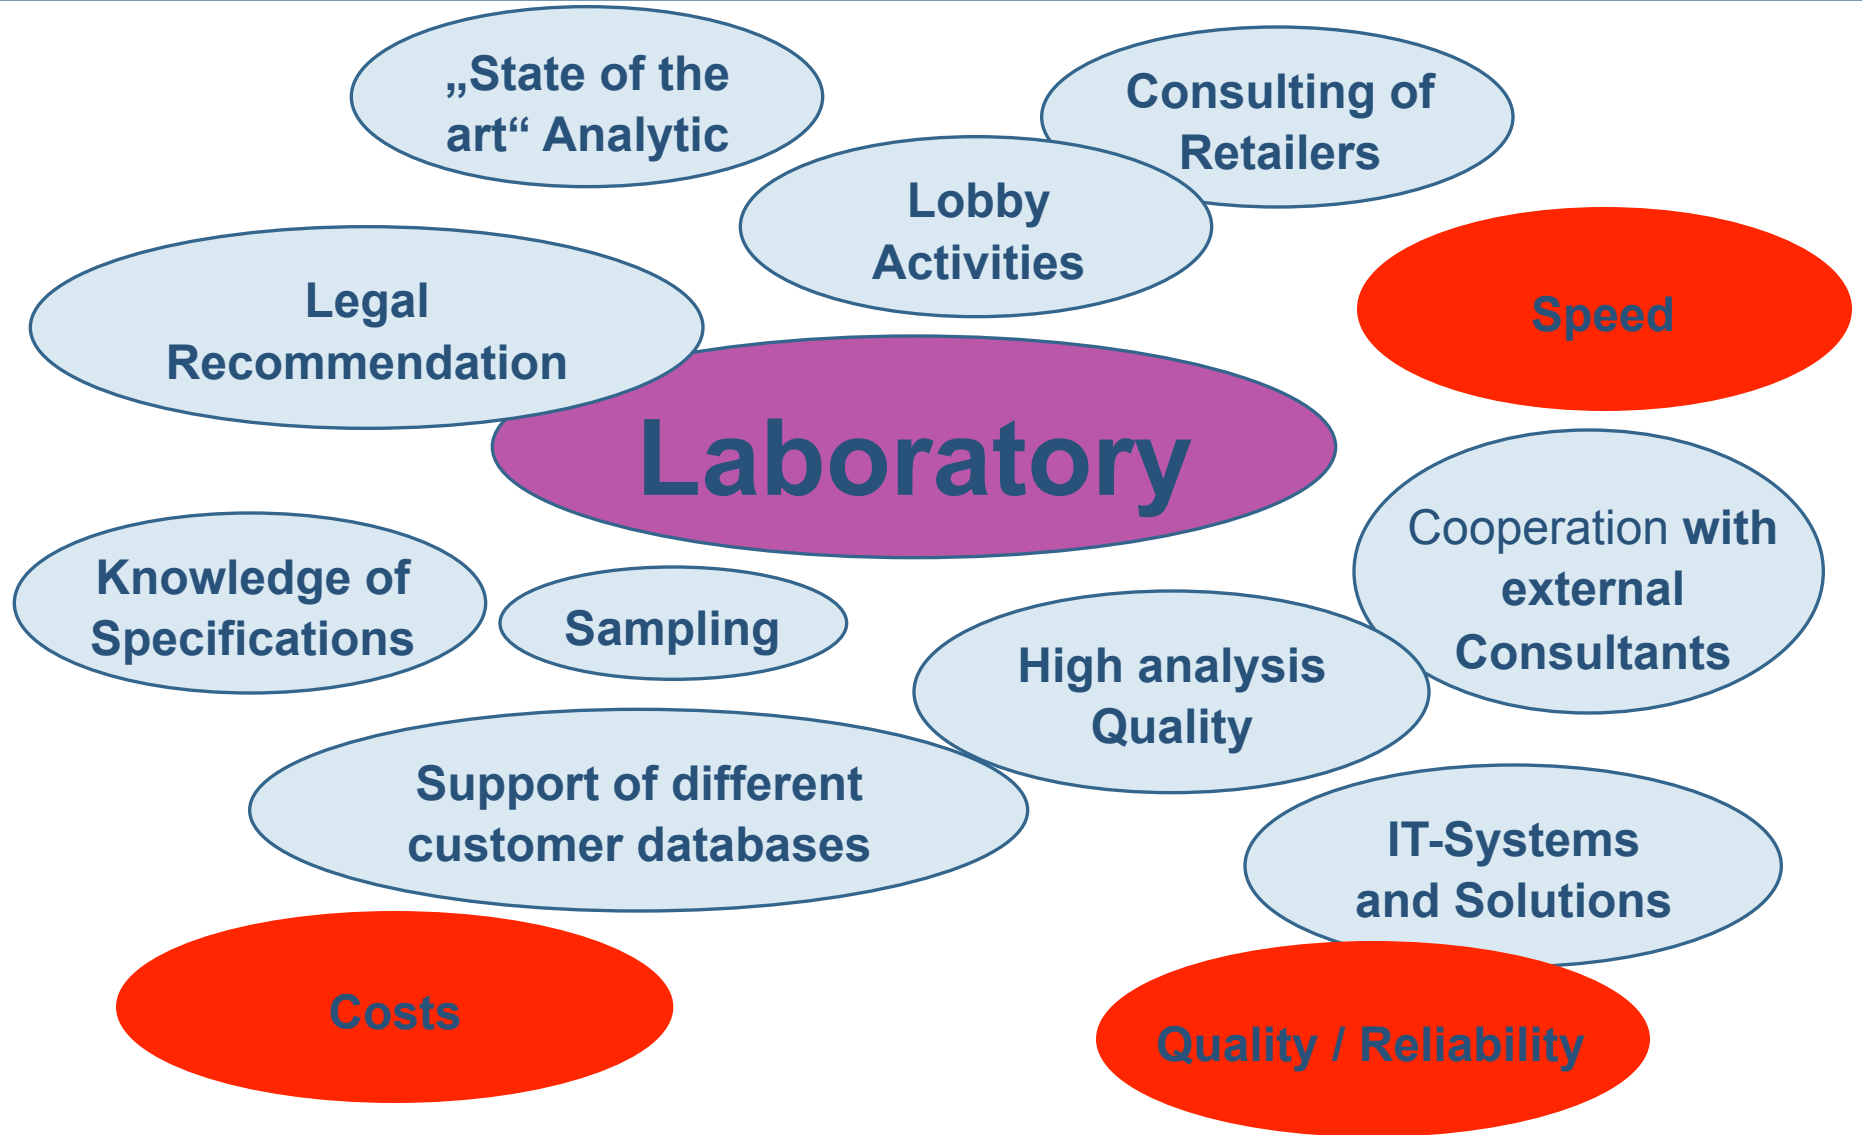 „State of the
art“ Analytic
Consulting of
Retailers
Lobby
Activities
Legal
Recommendation
Speed
Laboratory
Cooperation with
external
Consultants
Knowledge of
Specifications
Sampling
High analysis
Quality
Support of different
customer databases
IT-Systems
and Solutions
Costs
Quality / Reliability